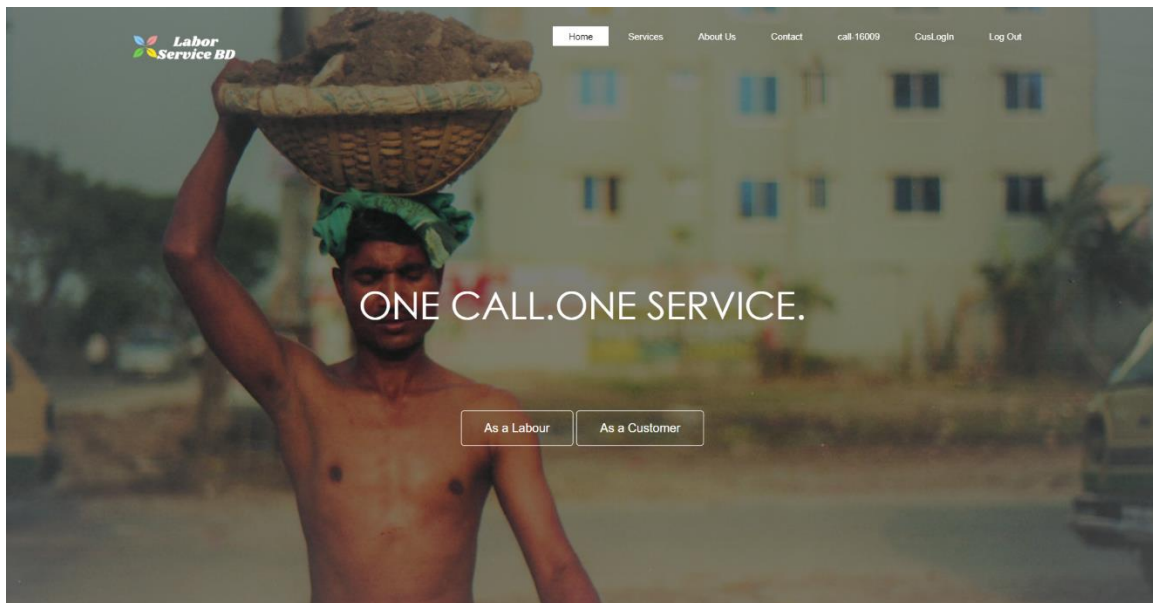 Labor
Service BD
Home Services About Us Contact call-16009 CusLogIn Log Out
ONE CALL.ONE SERVICE.
As a Labour As a Customer